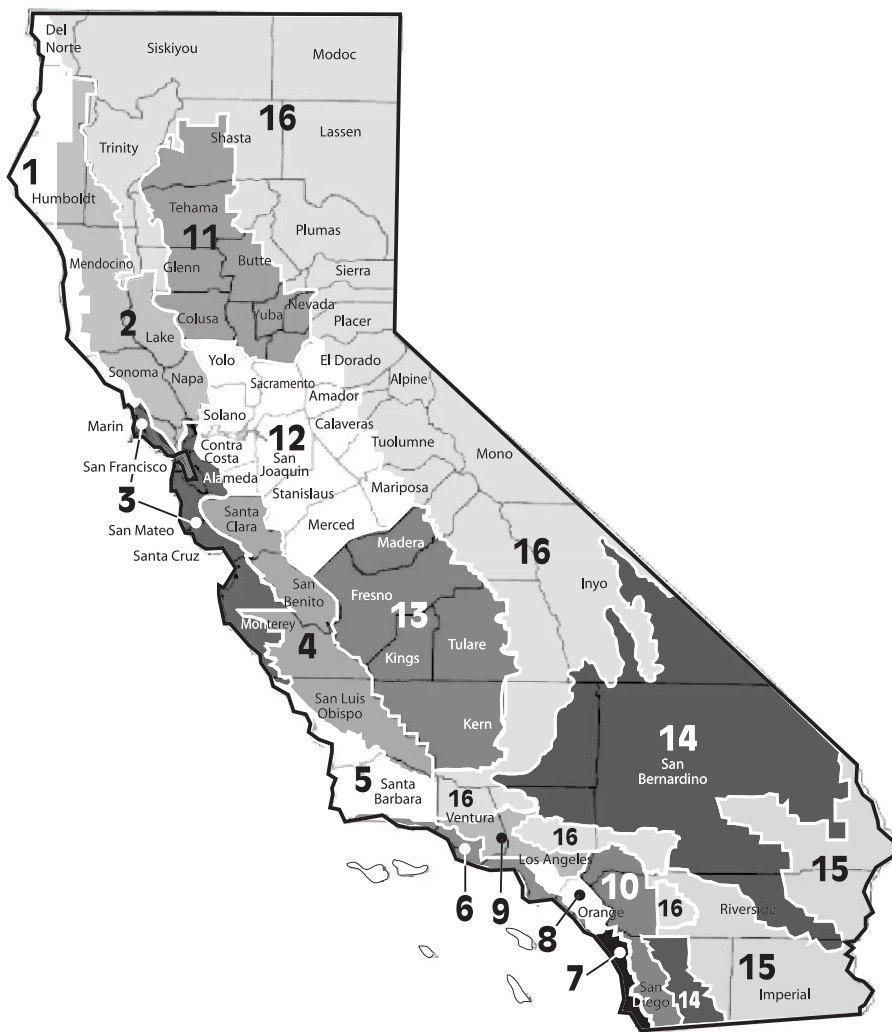 Del
Norte
Siskiyou
Modoc
16
Shasta
Lassen
Trinity
1
Humboldt
Tehama
11
Plumas
Mendocino
Glenn
Butte
Sierra
Nevada
Colusa
Yuba
Placer
2
Lake
Yolo
El Dorado
Sonoma
Napa
Sacramento
Alpine
Amador
Marin
Solano
Calaveras
12
Contra
Costa
San
Joaquin
Tuolumne
Mono
San Francisco
Alameda
3
Stanislaus
Mariposa
Santa
Clara
San Mateo
Merced
Santa Cruz
Madera
16
Inyo
San
Benito
Fresno
13
Monterey
4
Kings
Tulare
San Luis
Obispo
Kern
14
San
Bernardino
5
Santa
Barbara
16
Ventura
16
Los Angeles
15
10
6
9
8
Orange
16
Riverside
7
15
San
Diego
14
Imperial